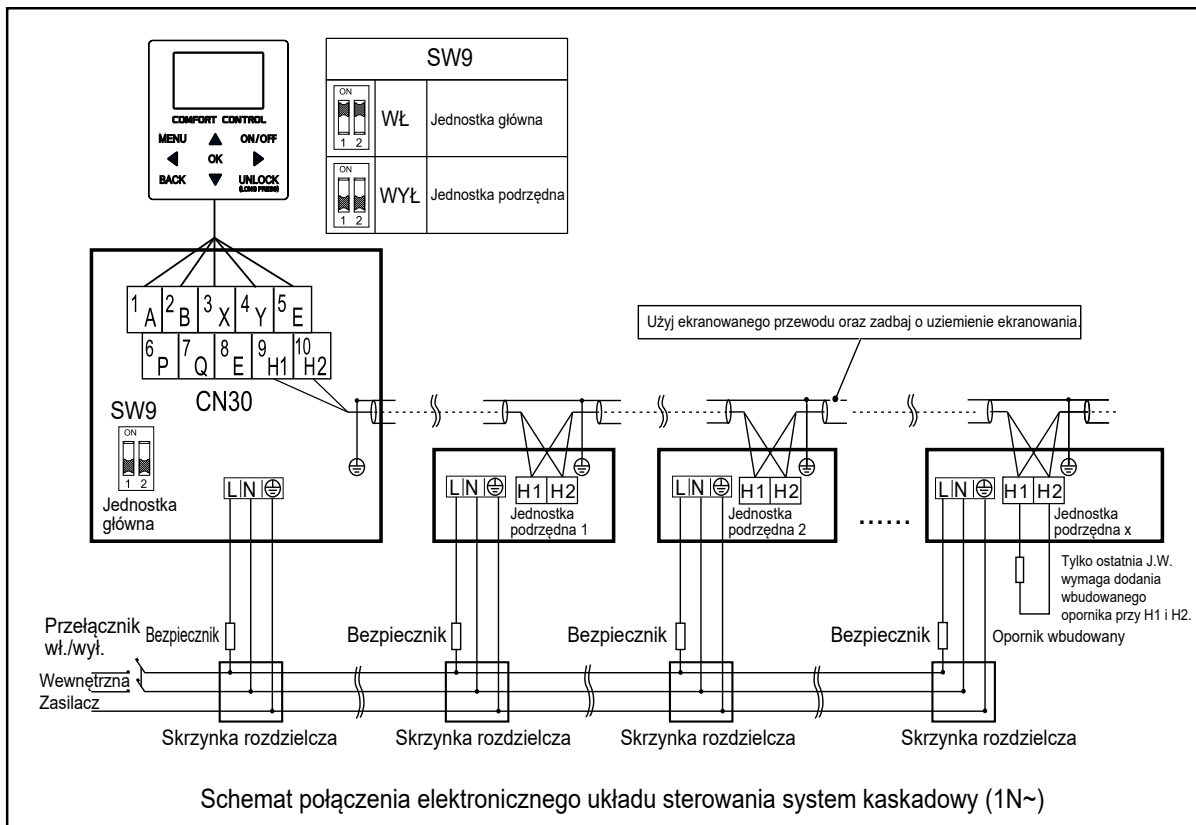 SW9
ON
1 2
WŁ
Jednostka główna
ON
1 2
WYŁ
Jednostka podrzędna
COMFORT CONTROL
MENU ON/OFF
OK
BACK UNLOCK
(LONG PRESS)
1 A 2 B 3 X 4 Y 5 E
6 P 7 Q 8 E 9 H1 10 H2
CN30
Użyj ekranowanego przewodu oraz zadbaj o uziemienie ekranowania.
SW9
ON
1 2
Jednostka
główna
L N
L N
H1 H2
Jednostka
podrzędna 1
L N
H1 H2
Jednostka
podrzędna 2
......
L N
H1 H2
Jednostka
podrzędna x
Tylko ostatnia J.W.
wymaga dodania
wbudowanego
opornika przy H1 i H2.
Opornik wbudowany
Przełącznik
wł./wył.
Bezpiecznik
Bezpiecznik
Bezpiecznik
Bezpiecznik
Wewnętrzna
Zasilacz
Skrzynka rozdzielcza
Skrzynka rozdzielcza
Skrzynka rozdzielcza
Skrzynka rozdzielcza
Schemat połączenia elektronicznego układu sterowania system kaskadowy (1N~)